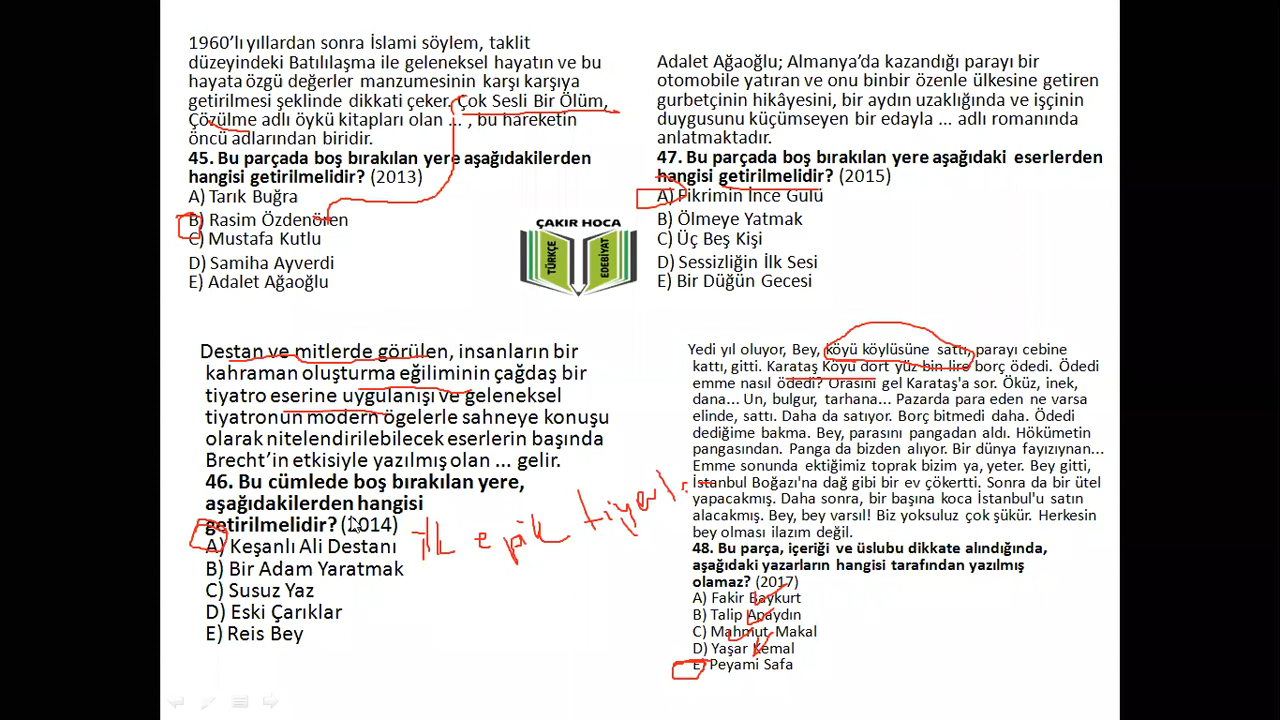 1960’lı yıllardan sonra İslami söylem, taklit
düzeyindeki Batılılaşma ile geleneksel hayatın ve bu
hayata özgü değerler manzumesinin karşı karşıya
getirilmesi şeklinde dikkati çeker. Çok Sesli Bir Ölüm,
Çözülme adlı öykü kitapları olan ... , bu hareketin
öncü adlarından biridir.
45. Bu parçada boş bırakılan yere aşağıdakilerden
hangisi getirilmelidir? (2013)
A) Tarık Buğra
B) Rasim Özdenören
C) Mustafa Kutlu
D) Samiha Ayverdi
E) Adalet Ağaoğlu
Destan ve mitlerde görülen, insanların bir
kahraman oluşturma eğiliminin çağdaş bir
tiyatro eserine uygulanışı ve geleneksel
tiyatronun modern ögelerle sahneye konuşu
olarak nitelendirilebilecek eserlerin başında
Brecht’in etkisiyle yazılmış olan ... gelir.
46. Bu cümlede boş bırakılan yere,
aşağıdakilerden hangisi
getirilmelidir? (2014)
A) Keşanlı Ali Destanı
B) Bir Adam Yaratmak
C) Susuz Yaz
D) Eski Çarıklar
E) Reis Bey
ilk epik
ÇAKIR HOCA
TÜRKÇE
EDEBİYAT
Adalet Ağaoğlu; Almanya’da kazandığı parayı bir
otomobile yatıran ve onu binbir özenle ülkesine getiren
gurbetçinin hikâyesini, bir aydın uzaklığında ve işçinin
duygusunu küçümseyen bir edayla ... adlı romanında
anlatmaktadır.
47. Bu parçada boş bırakılan yere aşağıdaki eserlerden
hangisi getirilmelidir? (2015)
A) Fikrimin İnce Gülü
B) Ölmeye Yatmak
C) Üç Beş Kişi
D) Sessizliğin İlk Sesi
E) Bir Düğün Gecesi
Yedi yıl oluyor, Bey, köyü köylüsüne sattı, parayı cebine
kattı, gitti. Karataş Köyü dört yüz bin lire borç ödedi. Ödedi
emme nasıl ödedi? Orasını gel Karataş'a sor. Öküz, inek,
dana... Un, bulgur, tarhana... Pazarda para eden ne varsa
elinde, sattı. Daha da satıyor. Borç bitmedi daha. Ödedi
dediğime bakma. Bey, parasını pangadan aldı. Hökümetin
pangasından. Panga da bizden alıyor. Bir dünya fayızıynan...
Emme sonunda ektiğimiz toprak bizim ya, yeter. Bey gitti,
İstanbul Boğazı'na dağ gibi bir ev çökertti. Sonra da bir ütel
yapacakmış. Daha sonra, bir başına koca İstanbul'u satın
alacakmış. Bey, bey varsıl! Biz yoksuluz çok şükür. Herkesin
bey olması ilazım değil.
48. Bu parça, içeriği ve üslubu dikkate alındığında,
aşağıdaki yazarların hangisi tarafından yazılmış
olamaz? (2017)
A) Fakir Baykurt
B) Talip Apaydın
C) Mahmut Makal
D) Yaşar Kemal
E) Peyami Safa